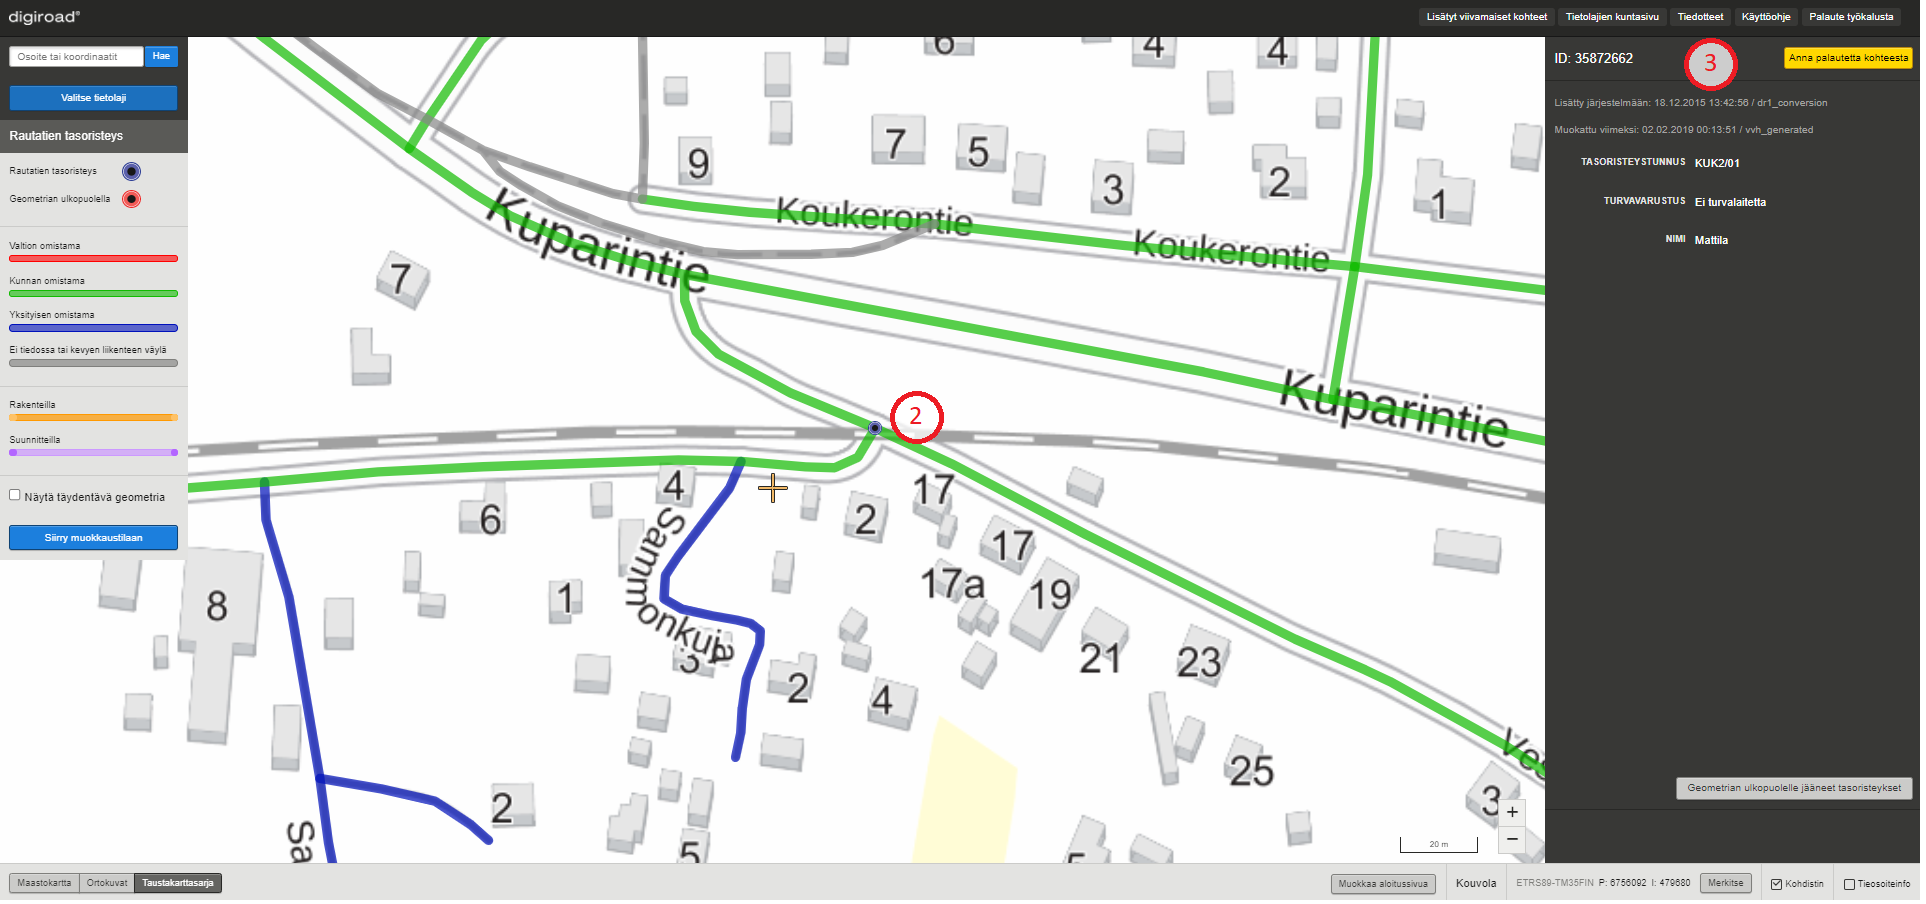 digiroad
Lisätyt viivamaiset kohteet
Tietolajien kuntasivu
Tiedotteet
Käyttöohje
Palaute työkalusta
Osoite tai koordinaatit
Hae
Valitse tietolaji
Rautatien tasoristeys
Rautatien tasoristeys
Geometrian ulkopuolella
Valtion omistama
Kunnan omistama
Yksityisen omistama
Ei tiedossa tai kevyen liikenteen väylä
Rakenteilla
Suunnitteilla
Näytä täydentävä geometria
Siirry muokkaustilaan
6
4
4
9
7
5
3
2
1
Koukerontie
Koukerontie
Kuparintie
7
Kuparintie
2
4
6
2
17
17
17a
19
1
Sammonkuja
3
8
21
23
2
4
25
2
3
5
Sa
20 m
+
−
ID: 35872662
3
Anna palautetta kohteesta
Lisätty järjestelmään: 18.12.2015 13:42:56 / dr1_conversion
Muokattu viimeksi: 02.02.2019 00:13:51 / vvh_generated
TASORISTEYSTUNNUS KUK2/01
TURVAVARUSTUS Ei turvalaitetta
NIMI Mattila
Geometrian ulkopuolelle jääneet tasoristeykset
Maastokartta
Ortokuvat
Taustakarttasarja
Muokkaa aloitussivua
Kouvola
ETRS89-TM35FIN P: 6756092 I: 479680
Merkitse
Kohdistin
Tieosoiteinfo